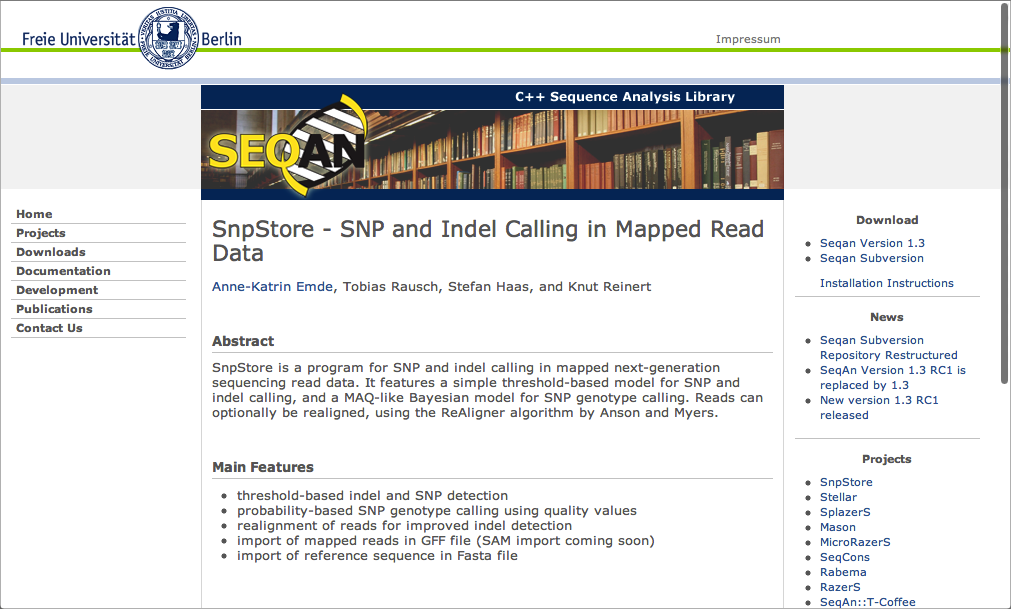 Freie Universität Berlin
Impressum
C++ Sequence Analysis Library
SEQAN
Home
Projects
Downloads
Documentation
Development
Publications
Contact Us
SnpStore - SNP and Indel Calling in Mapped Read
Data
Anne-Katrin Emde, Tobias Rausch, Stefan Haas, and Knut Reinert
Abstract
SnpStore is a program for SNP and indel calling in mapped next-generation
sequencing read data. It features a simple threshold-based model for SNP and
indel calling, and a MAQ-like Bayesian model for SNP genotype calling. Reads can
optionally be realigned, using the ReAligner algorithm by Anson and Myers.
Main Features
threshold-based indel and SNP detection
probability-based SNP genotype calling using quality values
realignment of reads for improved indel detection
import of mapped reads in GFF file (SAM import coming soon)
import of reference sequence in Fasta file
Download
Seqan Version 1.3
Seqan Subversion
Installation Instructions
News
Seqan Subversion
Repository Restructured
SeqAn Version 1.3 RC1 is
replaced by 1.3
New version 1.3 RC1
released
Projects
SnpStore
Stellar
SplazerS
Mason
MicroRazerS
SeqCons
Rabema
RazerS
SeqAn::T-Coffee